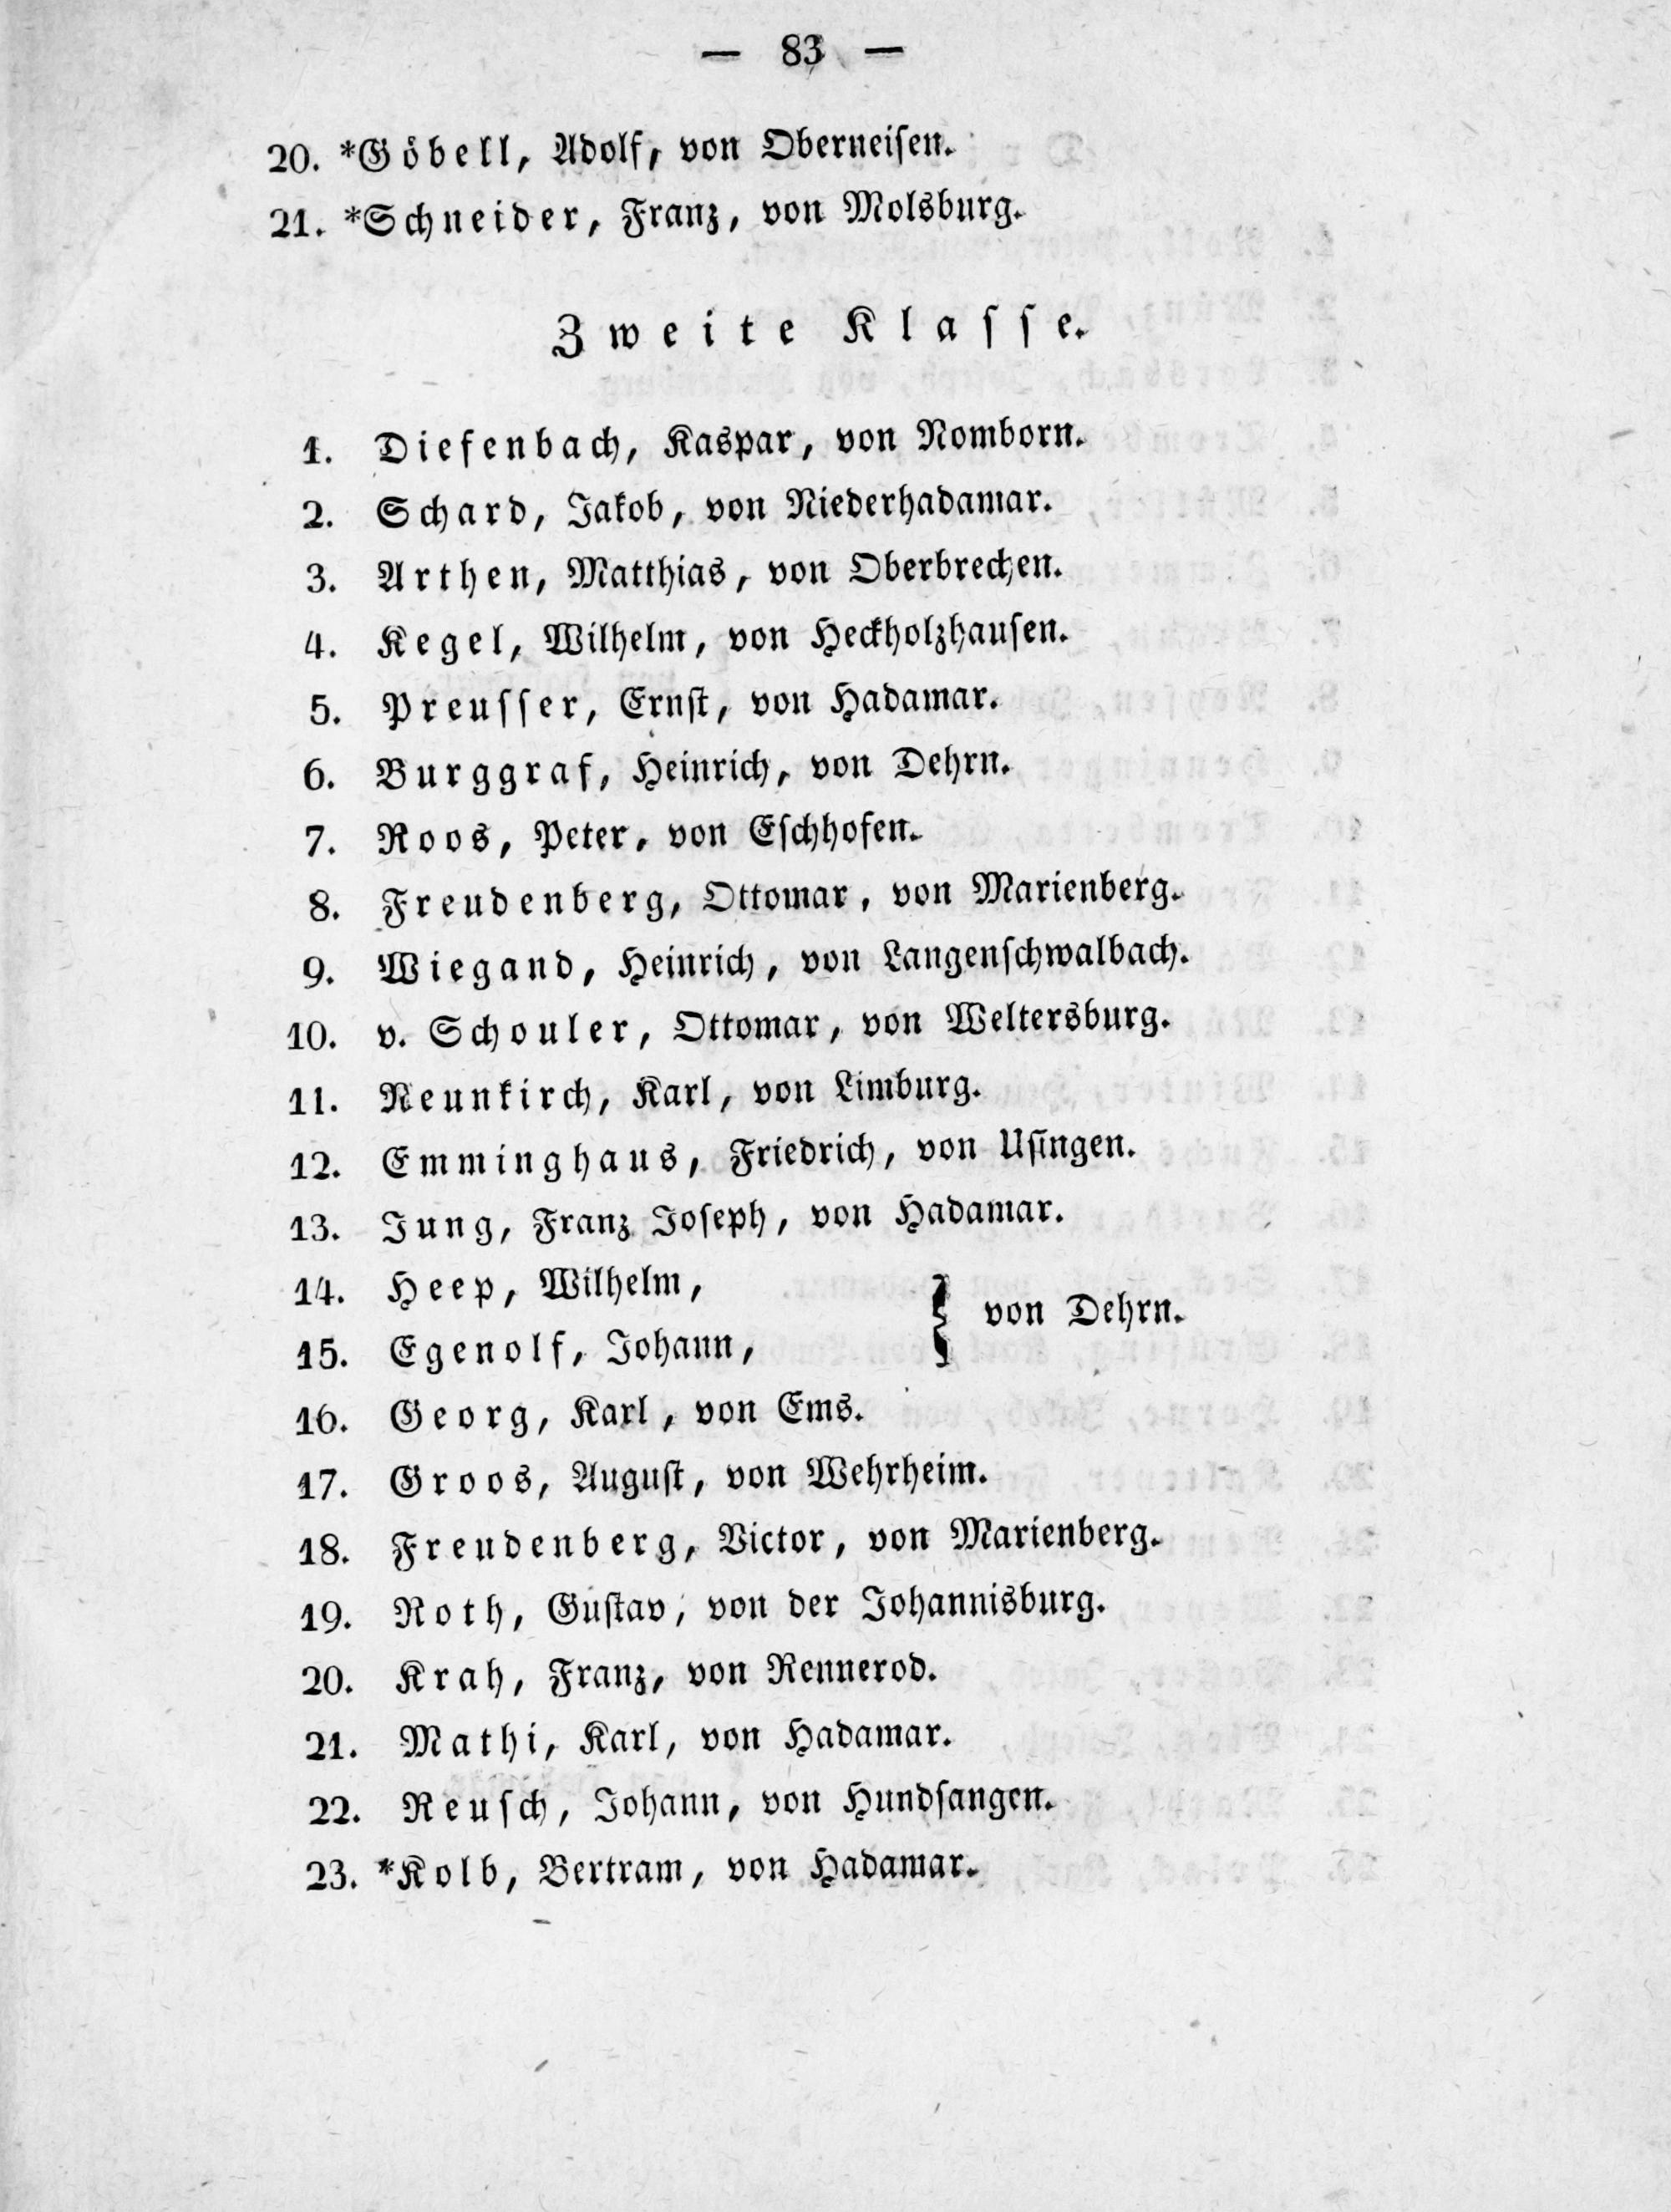 — 83 —
20. *Göbell, Adolf, von Oberneisen.
21. *Schneider, Franz, von Molsburg.
Zweite Klasse.
1. Diefenbach, Kaspar, von Nomborn.
2. Schard, Jakob, von Niederhadamar.
3. Arthen, Matthias, von Oberbrechen.
4. Kegel, Wilhelm, von Heckholzhausen.
5. Preusser, Ernst, von Hadamar.
6. Burggraf, Heinrich, von Dehrn.
7. Roos, Peter, von Eschhofen.
8. Freudenberg, Ottomar, von Marienberg.
9. Wiegand, Heinrich, von Langenschwalbach.
10. v. Schouler, Ottomar, von Weltersburg.
11. Neunkirch, Karl, von Limburg.
12. Emminghaus, Friedrich, von Usingen.
13. Jung, Franz Joseph, von Hadamar.
14. Heep, Wilhelm,
} von Dehrn.
15. Egenolf, Johann,
16. Georg, Karl, von Ems.
17. Groos, August, von Wehrheim.
18. Freudenberg, Victor, von Marienberg.
19. Roth, Gustav, von der Johannisburg.
20. Krah, Franz, von Rennerod.
21. Mathi, Karl, von Hadamar.
22. Reusch, Johann, von Hundsangen.
23. *Kolb, Bertram, von Hadamar.